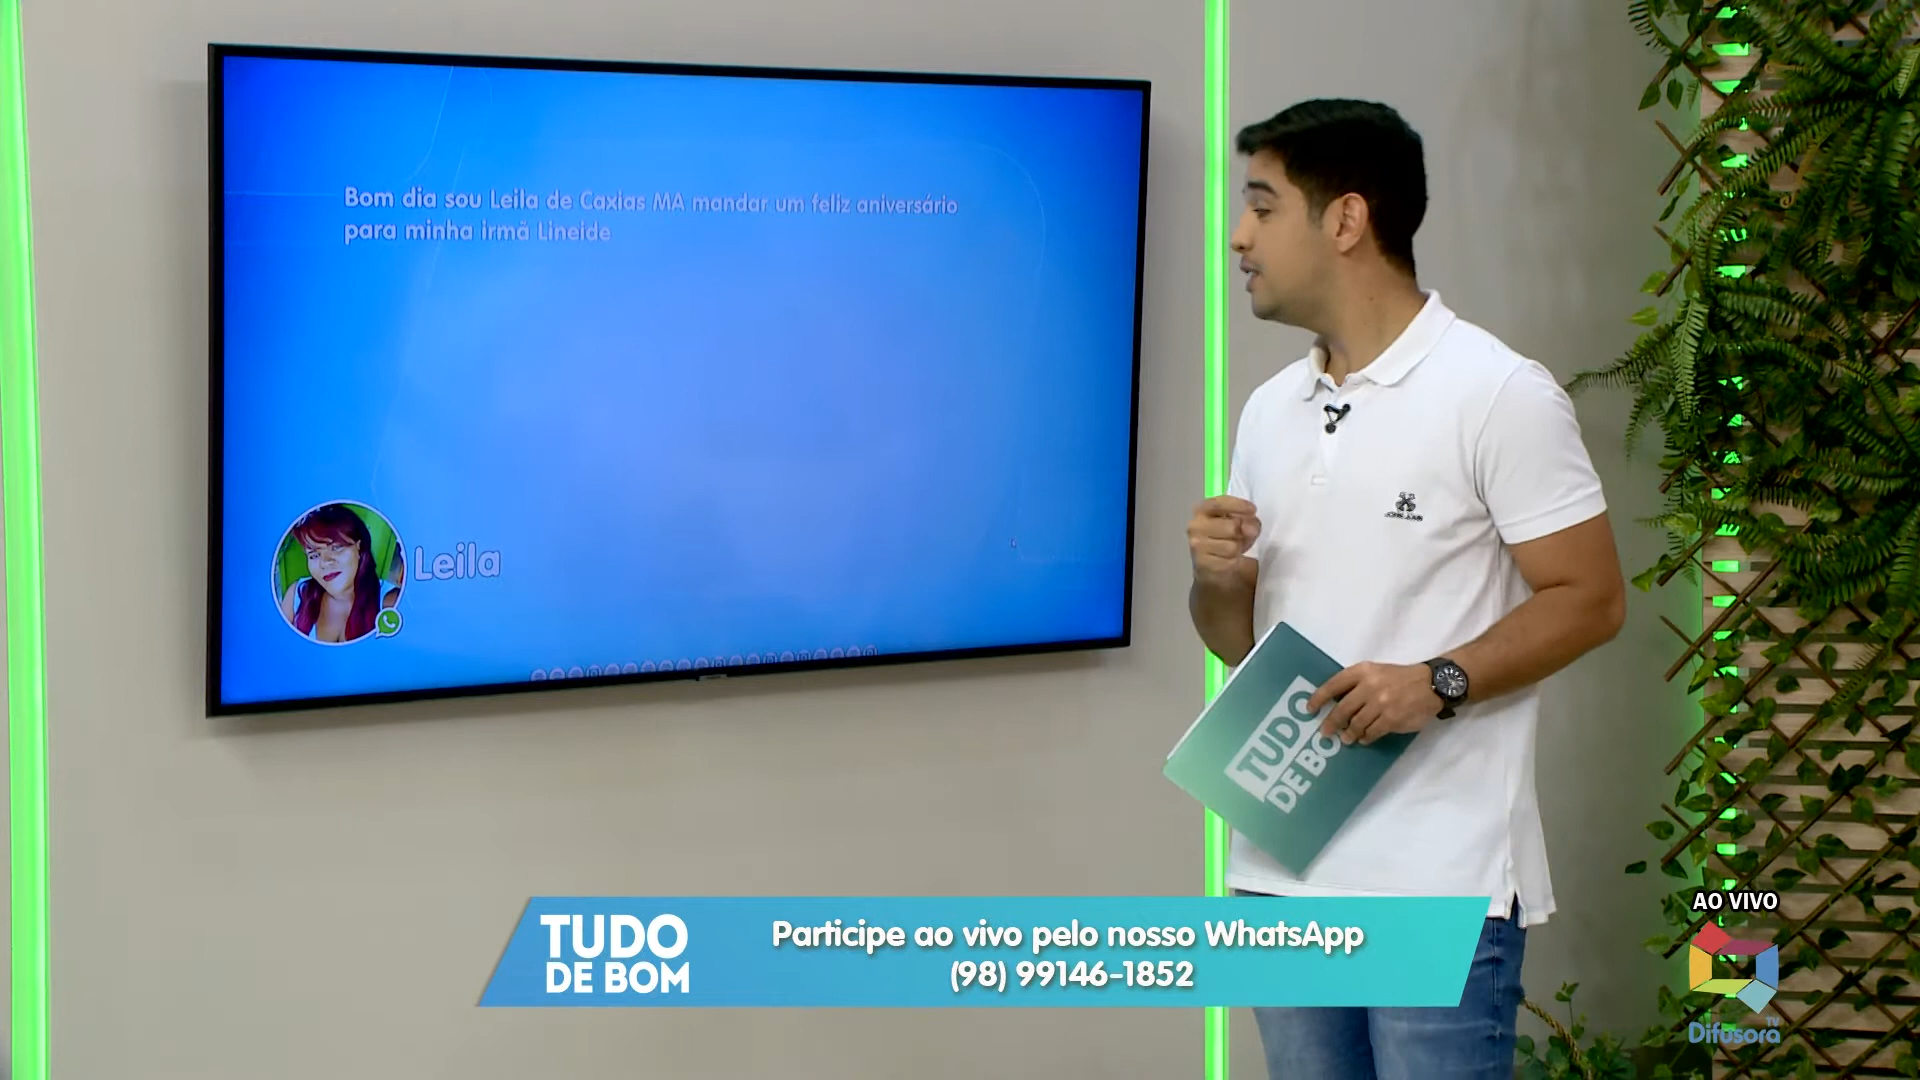 Bom dia sou Leila de Caxias MA mandar um feliz aniversário
para minha irmã Lineide
Leila
TUDO
DE BO
TUDO
DE BOM
Participe ao vivo pelo nosso WhatsApp
(98) 99146-1852
AO VIVO
TV
Difusora